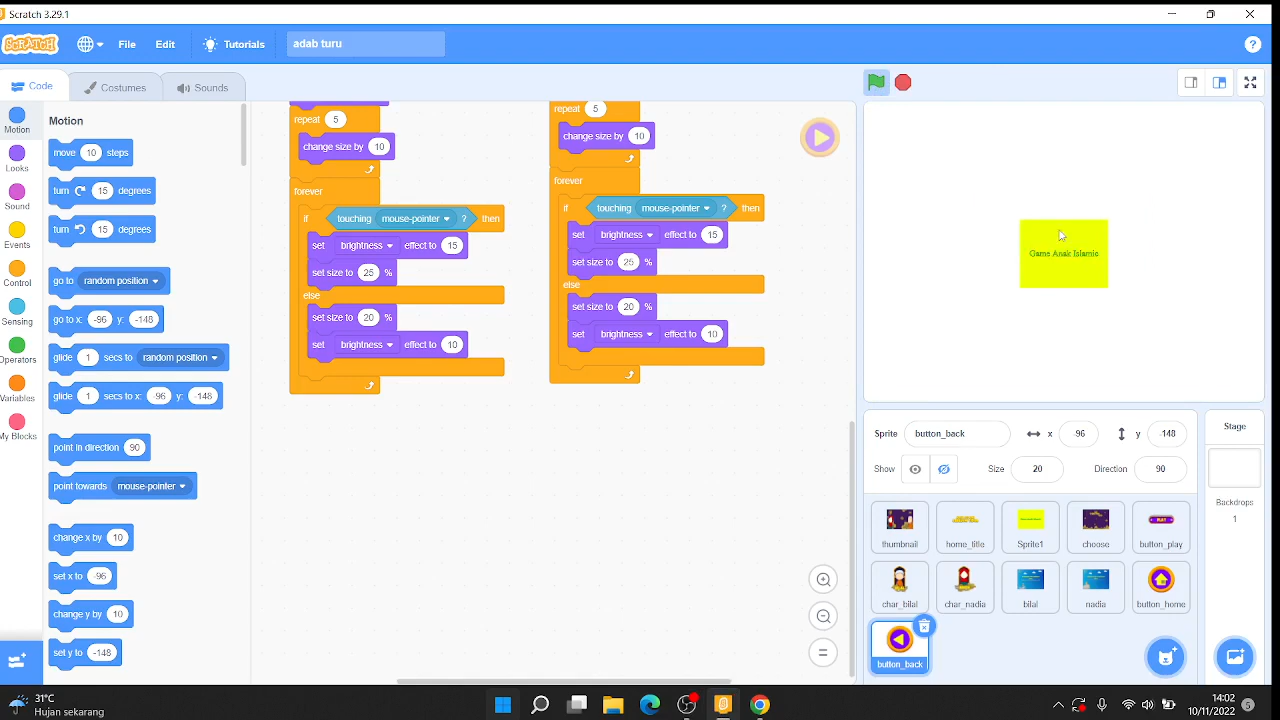 Scratch 3.29.1
SCRATCH
File
Edit
Tutorials
adab turu
?
Code
Costumes
Sounds
Motion
Looks
Sound
Events
Control
Sensing
Operators
Variables
My Blocks
Motion
move 10 steps
turn 15 degrees
turn 15 degrees
go to random position
go to x: -96 y: -148
glide 1 secs to random position
glide 1 secs to x: -96 y: -148
point in direction 90
point towards mouse-pointer
change x by 10
set x to -96
change y by 10
set y to -148
repeat 5
change size by 10
forever
if touching mouse-pointer ? then
set brightness effect to 15
set size to 25 %
else
set size to 20 %
set brightness effect to 10
repeat 5
change size by 10
forever
if touching mouse-pointer ? then
set brightness effect to 15
set size to 25 %
else
set size to 20 %
set brightness effect to 10
Game Anak Islamic
Sprite button_back x -96 y -148
Show Size 20 Direction 90
thumbnail
home_title
Sprite1
choose
PLAY
button_play
char_bilal
char_nadia
bilal
nadia
button_home
button_back
Stage
Backdrops
1
31°C
Hujan sekarang
14:02
10/11/2022
5